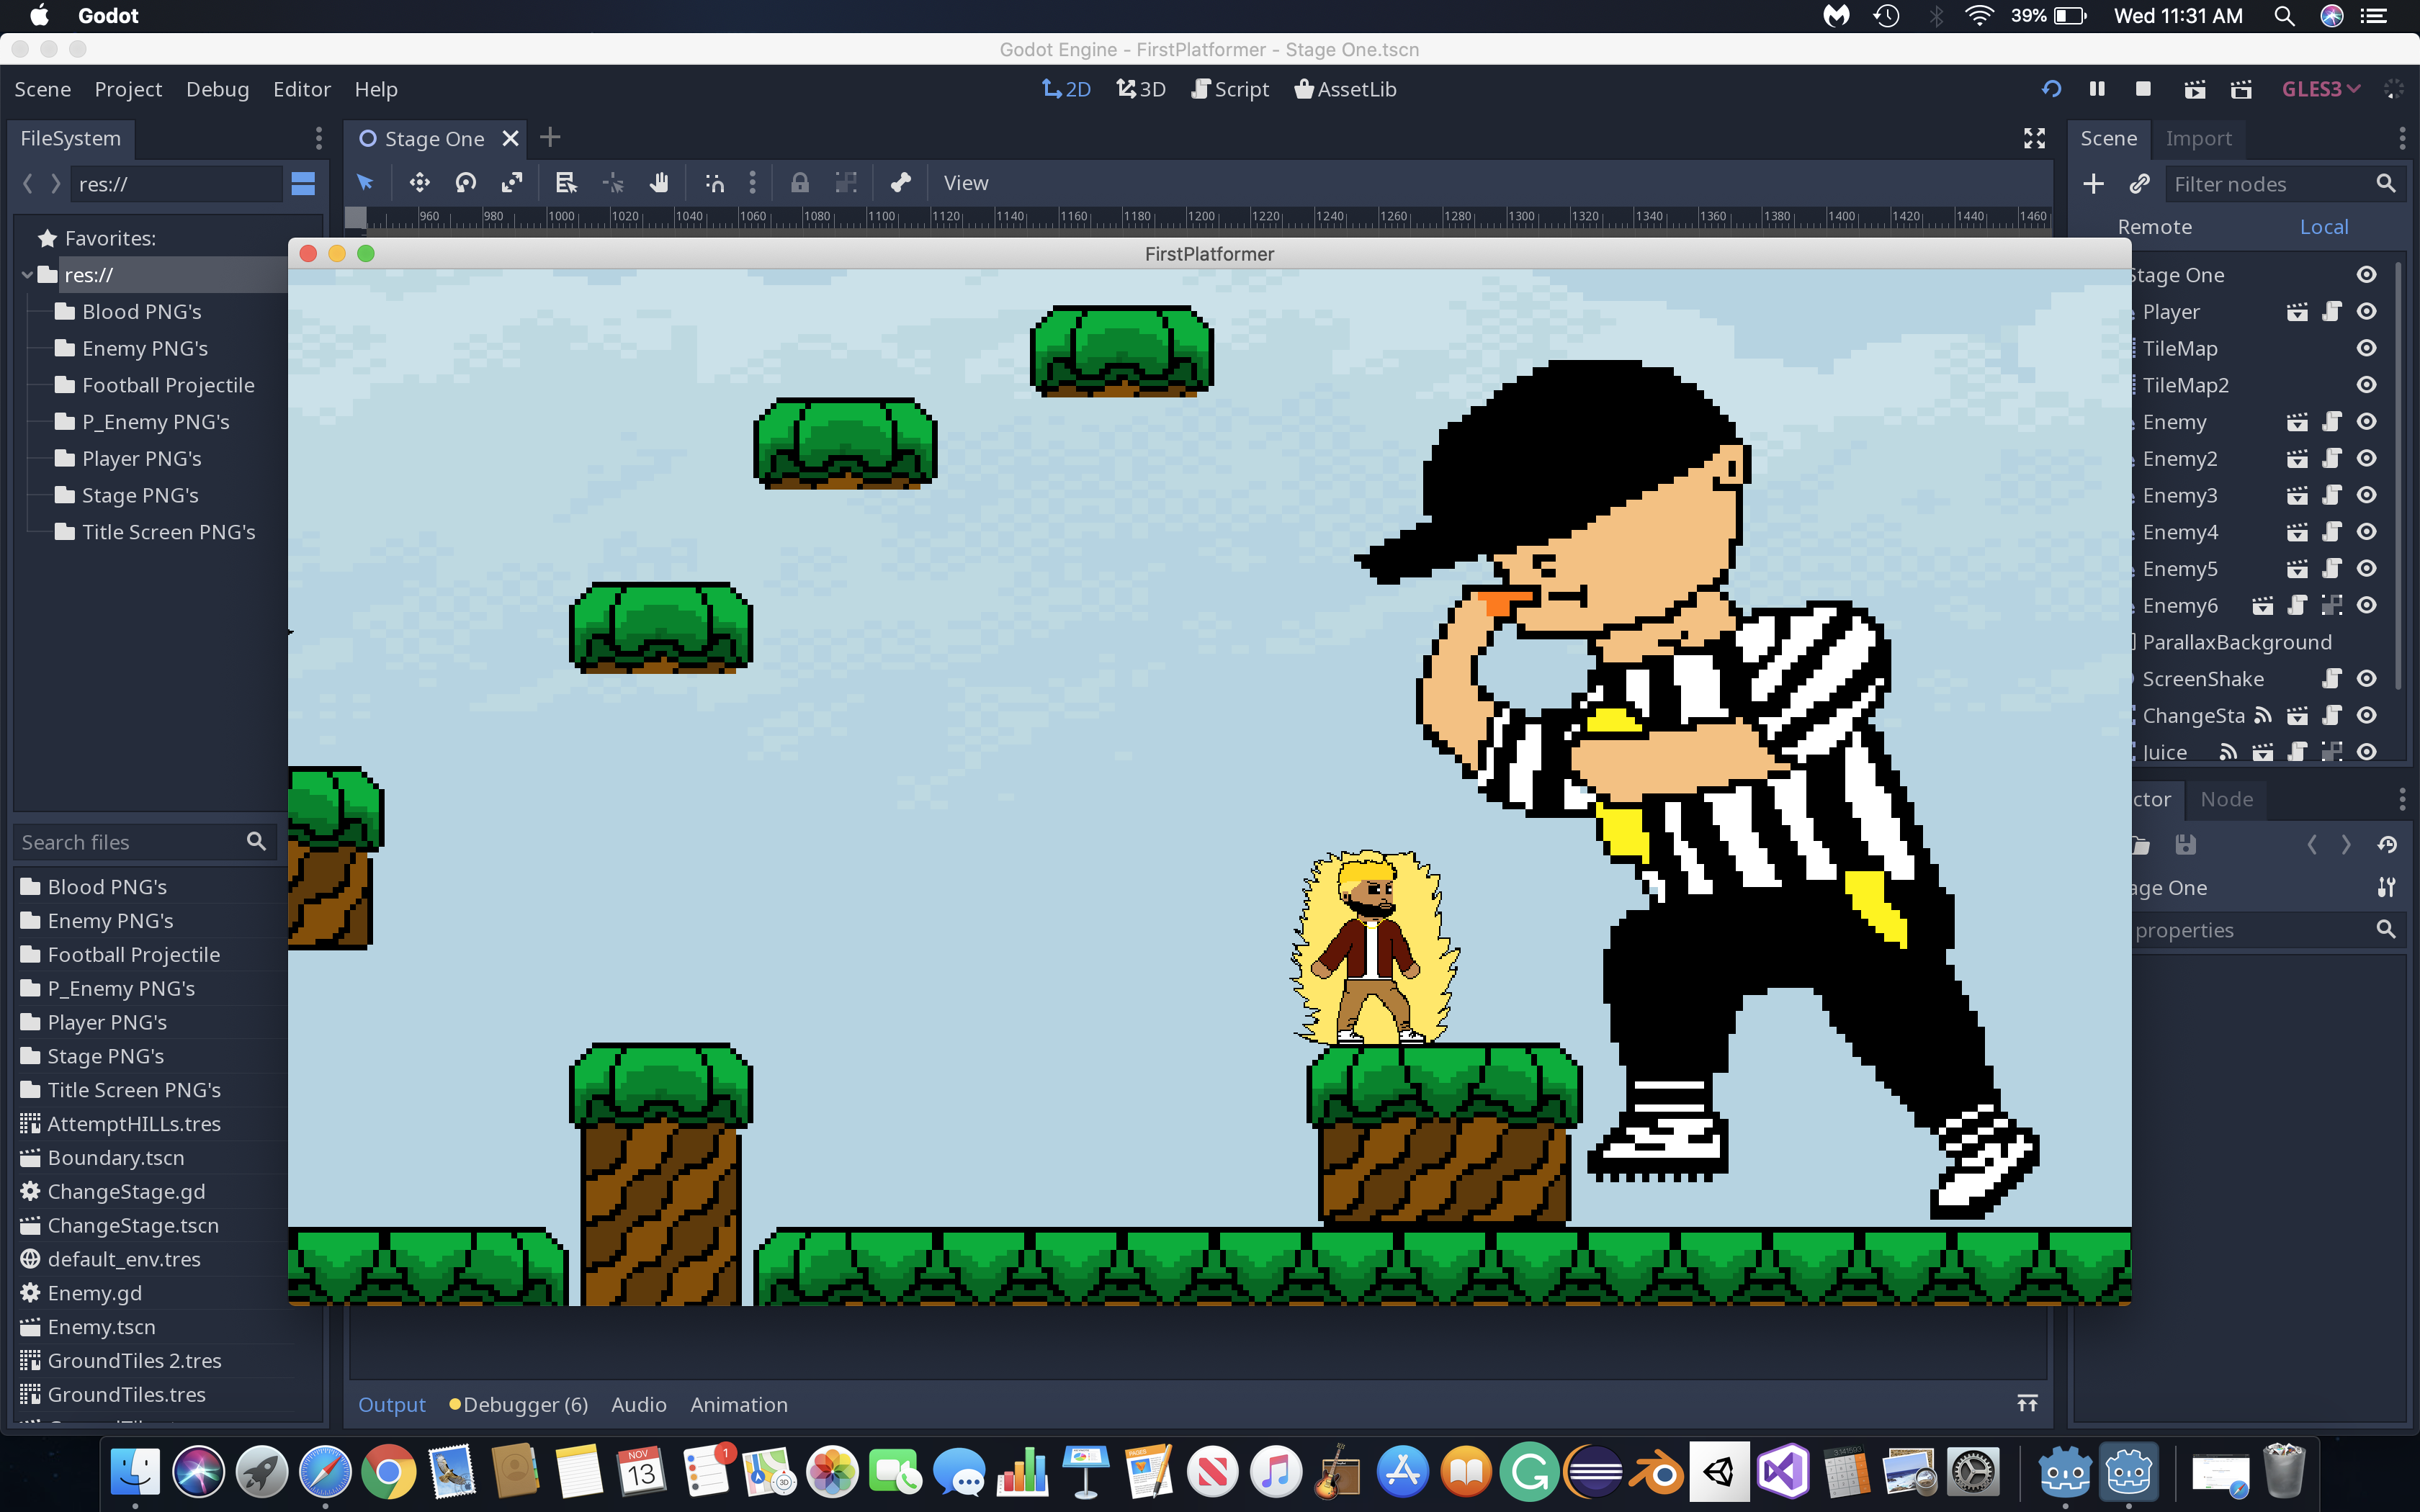 Godot
39%
Wed 11:31 AM
Godot Engine - FirstPlatformer - Stage One.tscn
Scene Project Debug Editor Help
2D 3D Script AssetLib
GLES3
FileSystem
Stage One
Scene Import
res://
View
Filter nodes
960 980 1000 1020 1040 1060 1080 1100 1120 1140 1160 1180 1200 1220 1240 1260 1280 1300 1320 1340 1360 1380 1400 1420 1440 1460
Remote Local
Favorites:
res://
Blood PNG's
Enemy PNG's
Football Projectile
P_Enemy PNG's
Player PNG's
Stage PNG's
Title Screen PNG's
FirstPlatformer
Stage One
Player
TileMap
TileMap2
Enemy
Enemy2
Enemy3
Enemy4
Enemy5
Enemy6
ParallaxBackground
ScreenShake
ChangeSta
Juice
ctor Node
age One
properties
Search files
Blood PNG's
Enemy PNG's
Football Projectile
P_Enemy PNG's
Player PNG's
Stage PNG's
Title Screen PNG's
AttemptHILLs.tres
Boundary.tscn
ChangeStage.gd
ChangeStage.tscn
default_env.tres
Enemy.gd
Enemy.tscn
GroundTiles 2.tres
GroundTiles.tres
Output Debugger (6) Audio Animation
NOV
13
1
3D